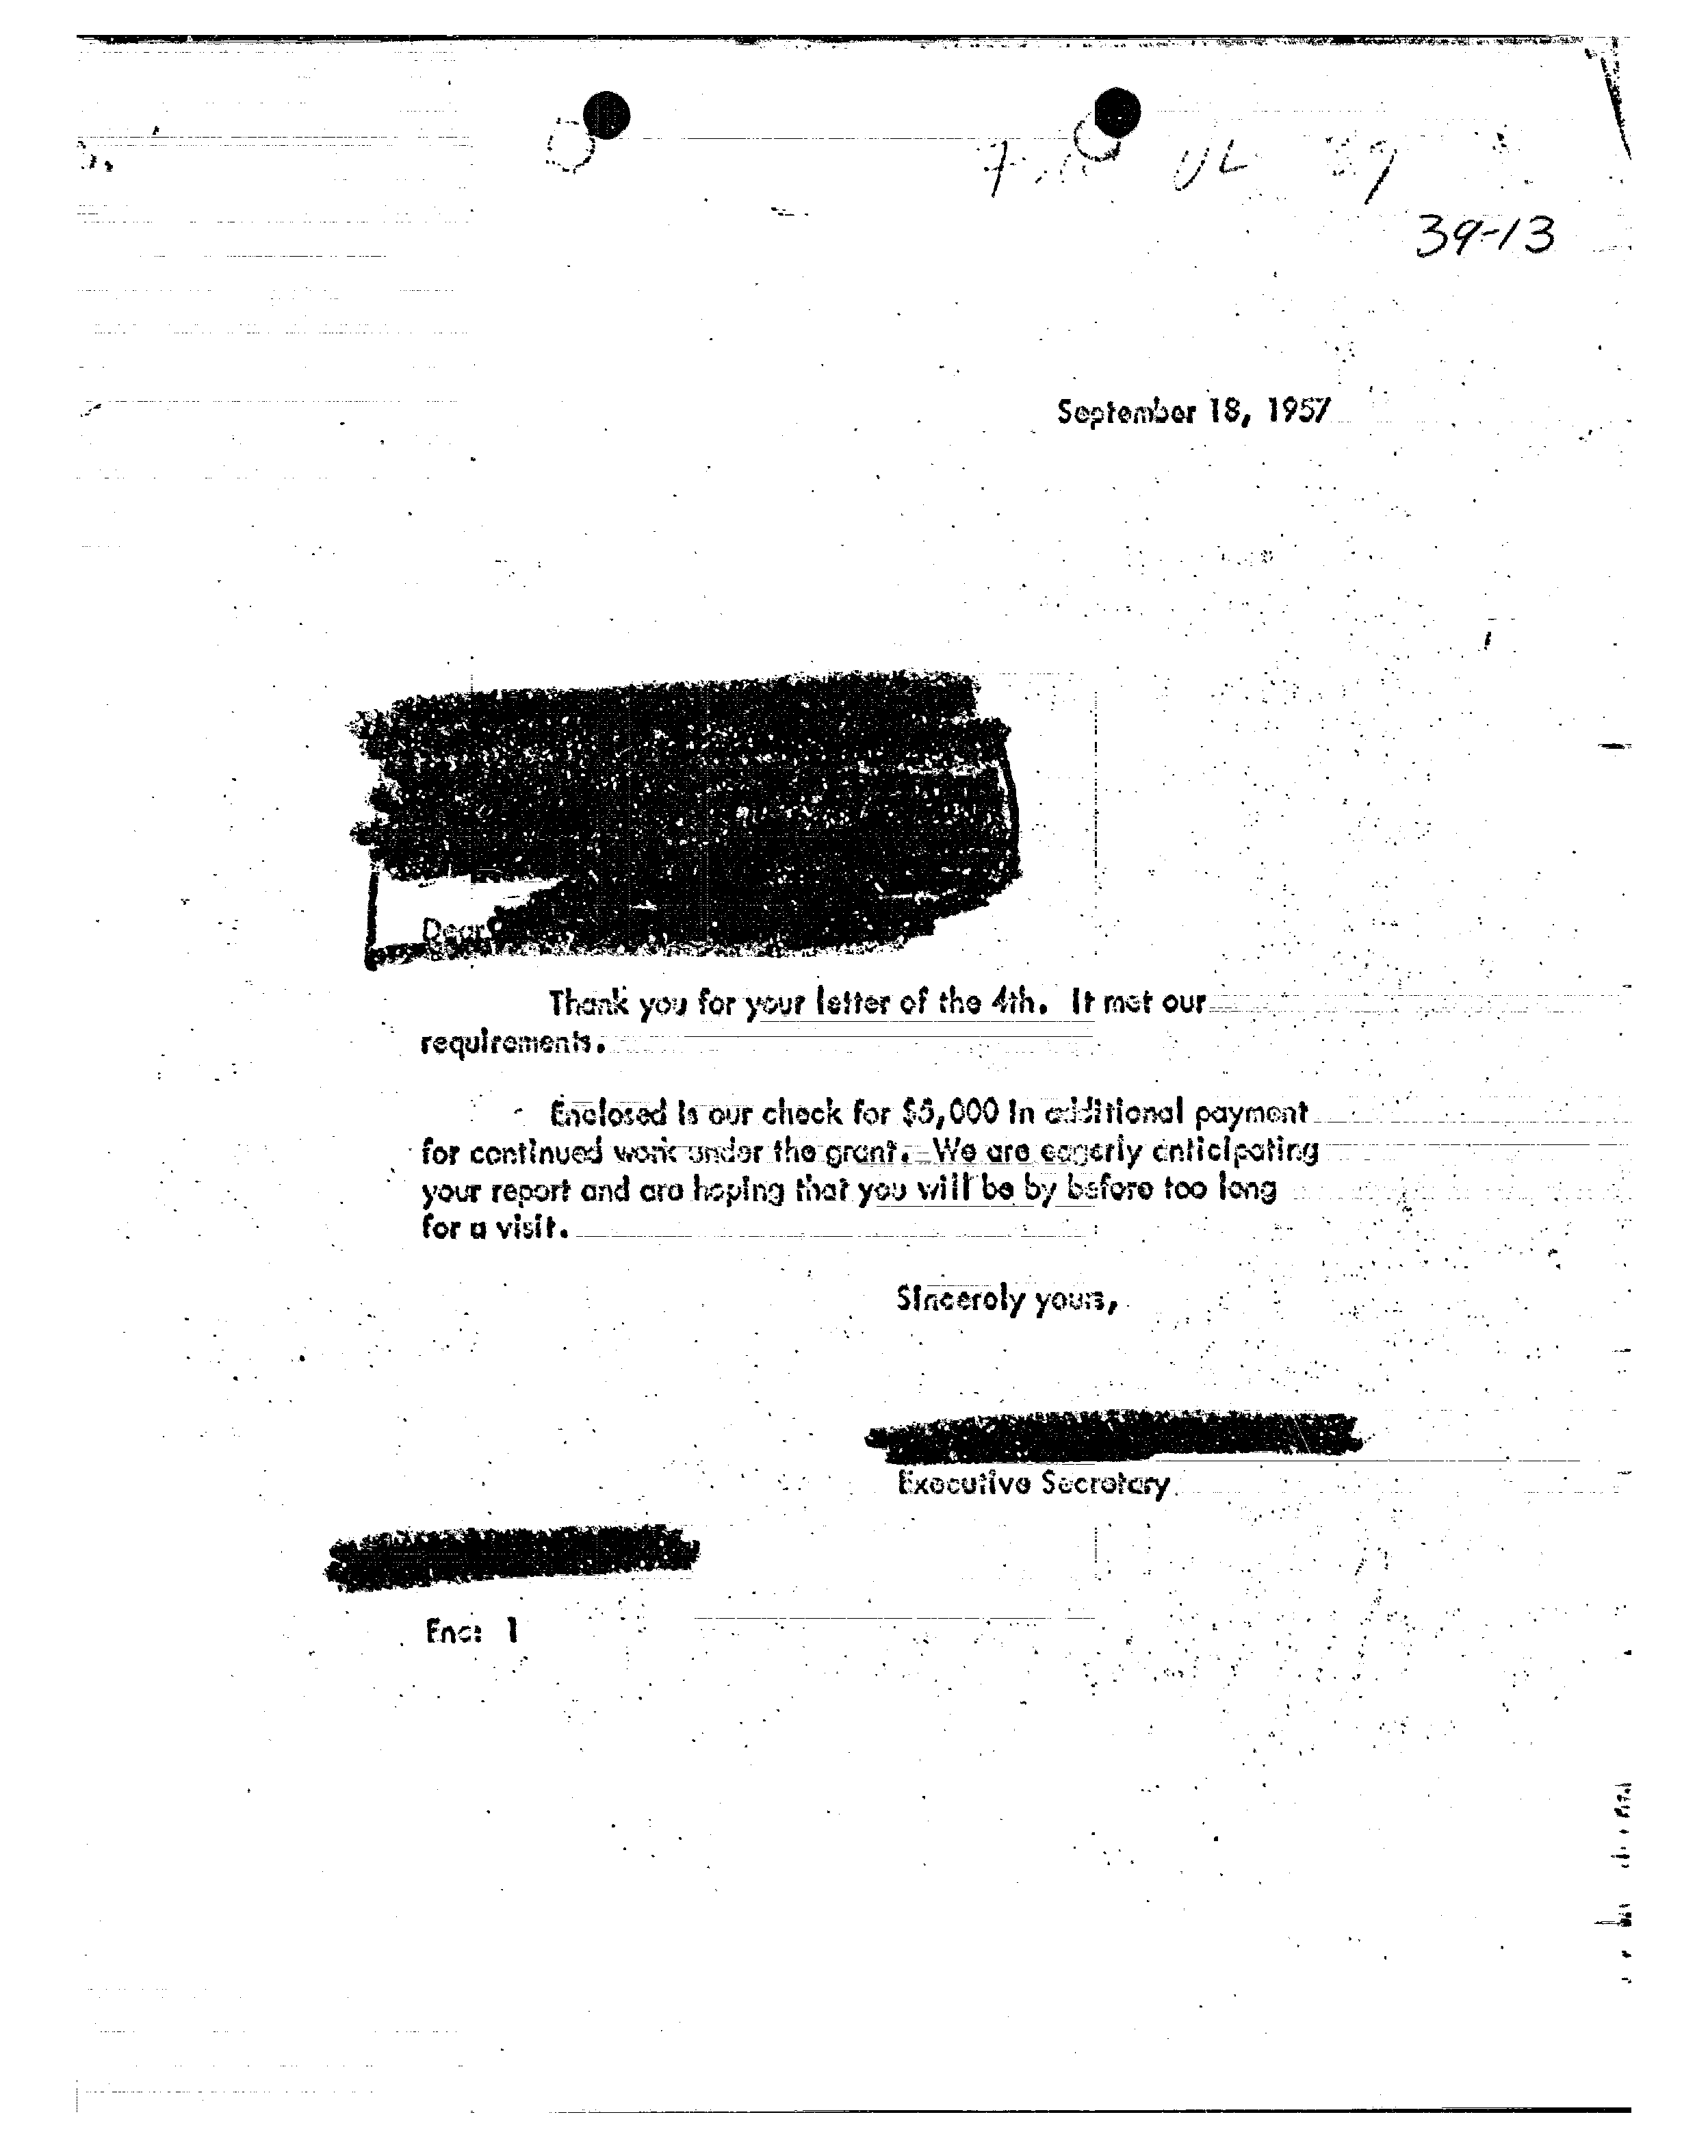 39-13
September 18, 1957
Dear
Thank you for your letter of the 4th. It met our
requirements.
Enclosed is our check for $5,000 in additional payment
for continued work under the grant. We are eagerly anticipating
your report and are hoping that you will be by before too long
for a visit.
Sincerely yours,
Executive Secretary
Enc: 1